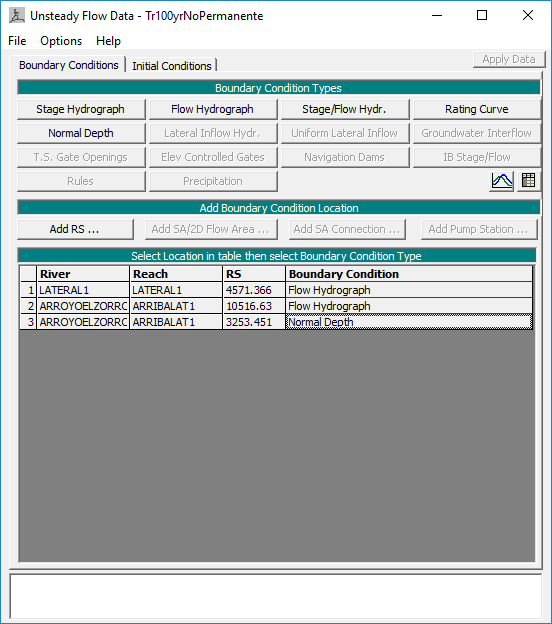 Unsteady Flow Data - Tr100yrNoPermanente
File Options Help
Boundary Conditions Initial Conditions Apply Data
Boundary Condition Types
Stage Hydrograph Flow Hydrograph Stage/Flow Hydr. Rating Curve
Normal Depth Lateral Inflow Hydr. Uniform Lateral Inflow Groundwater Interflow
T.S. Gate Openings Elev Controlled Gates Navigation Dams IB Stage/Flow
Rules Precipitation
Add Boundary Condition Location
Add RS ... Add SA/2D Flow Area ... Add SA Connection ... Add Pump Station ...
Select Location in table then select Boundary Condition Type
River Reach RS Boundary Condition
1 LATERAL1 LATERAL1 4571.366 Flow Hydrograph
2 ARROYOELZORRC ARRIBALAT1 10516.63 Flow Hydrograph
3 ARROYOELZORRC ARRIBALAT1 3253.451 Normal Depth